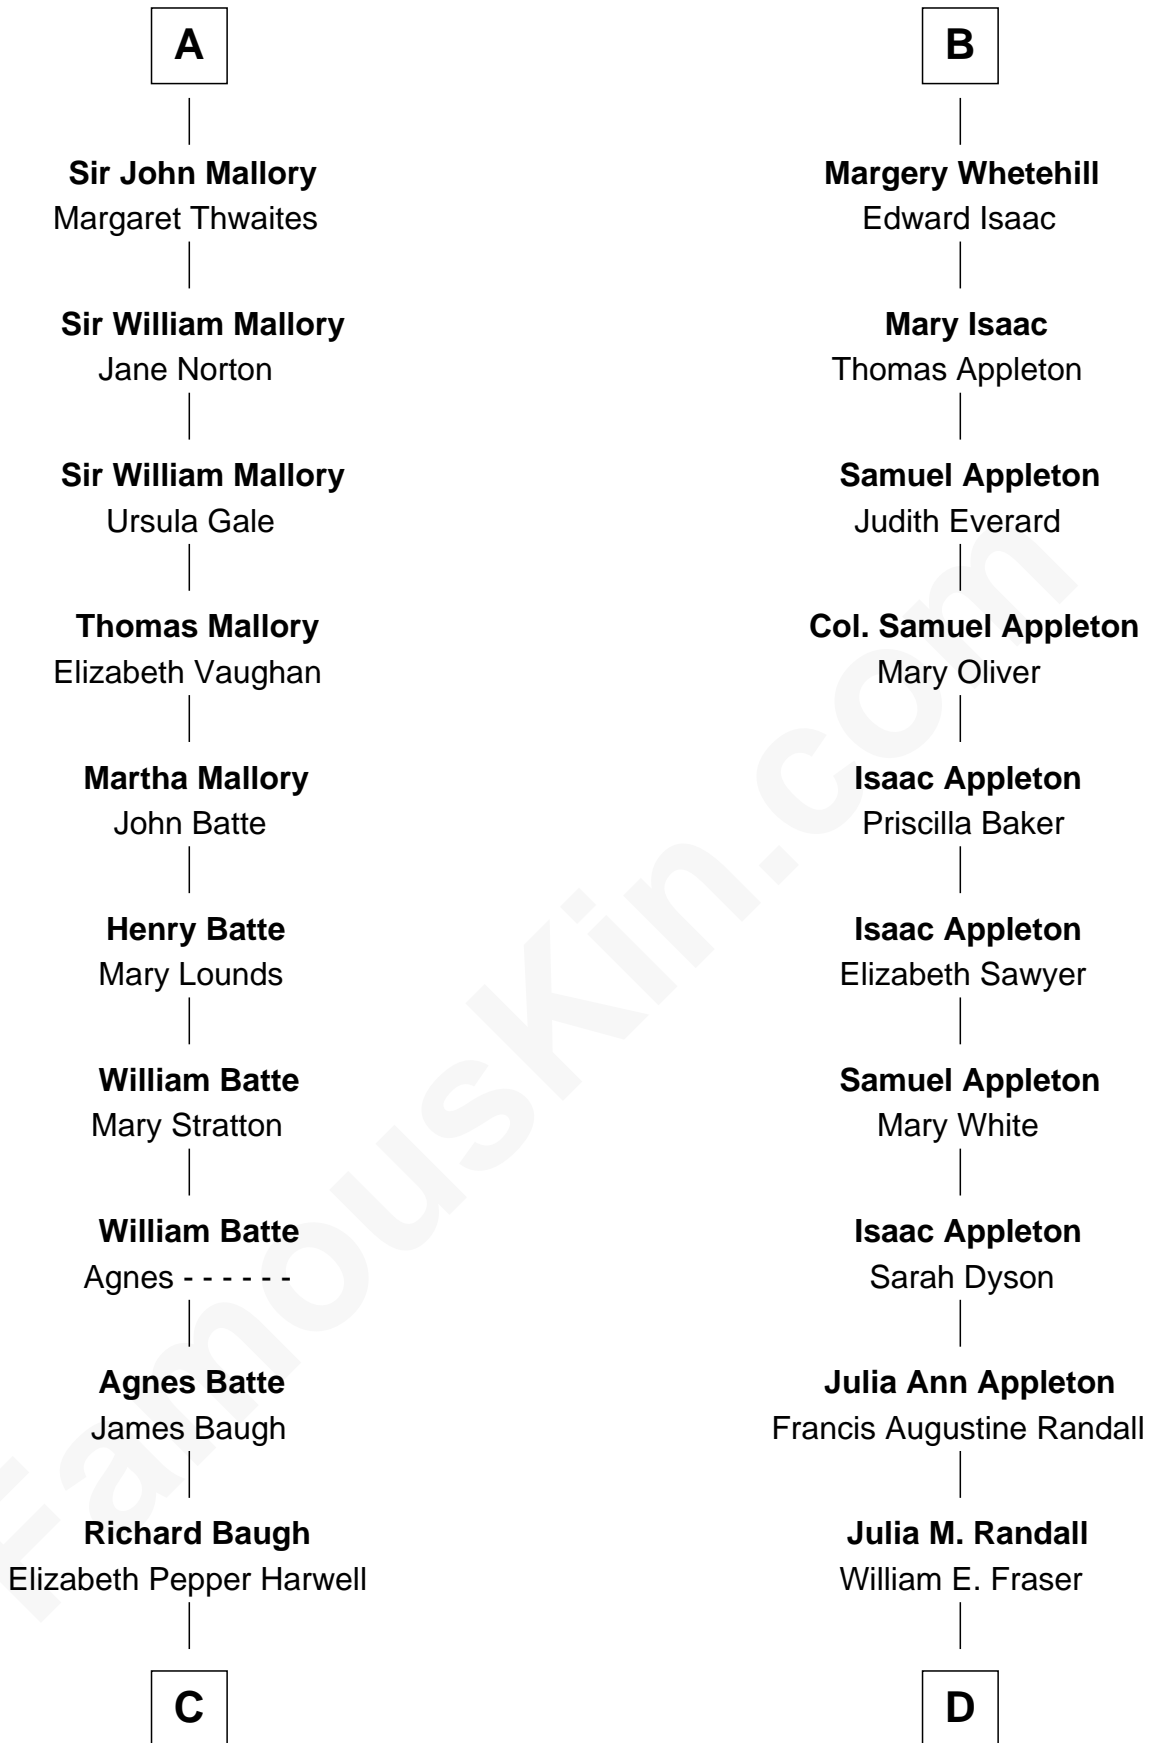 A
Sir John Mallory
Margaret Thwaites
Sir William Mallory
Jane Norton
Sir William Mallory
Ursula Gale
Thomas Mallory
Elizabeth Vaughan
Martha Mallory
John Batte
Henry Batte
Mary Lounds
William Batte
Mary Stratton
William Batte
Agnes - - - - - -
Agnes Batte
James Baugh
Richard Baugh
Elizabeth Pepper Harwell
C
B
Margery Whetehill
Edward Isaac
Mary Isaac
Thomas Appleton
Samuel Appleton
Judith Everard
Col. Samuel Appleton
Mary Oliver
Isaac Appleton
Priscilla Baker
Isaac Appleton
Elizabeth Sawyer
Samuel Appleton
Mary White
Isaac Appleton
Sarah Dyson
Julia Ann Appleton
Francis Augustine Randall
Julia M. Randall
William E. Fraser
D
FamousKin.com